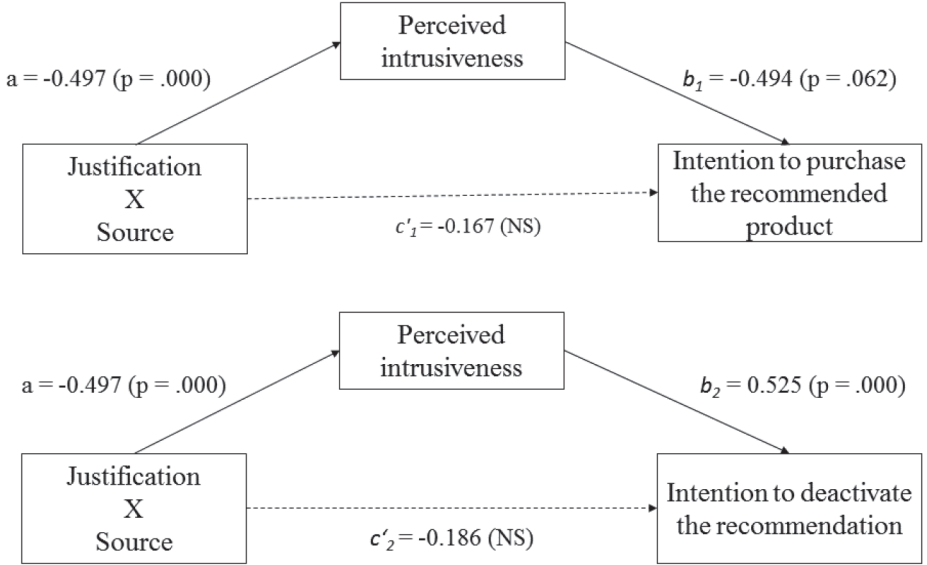 Perceived
intrusiveness
a = -0.497 (p = .000)
b₁ = -0.494 (p = .062)
Justification
X
Source
Intention to purchase
the recommended
product
c'₁= -0.167 (NS)
Perceived
intrusiveness
a = -0.497 (p = .000)
b₂ = 0.525 (p = .000)
Justification
X
Source
Intention to deactivate
the recommendation
c‘₂= -0.186 (NS)